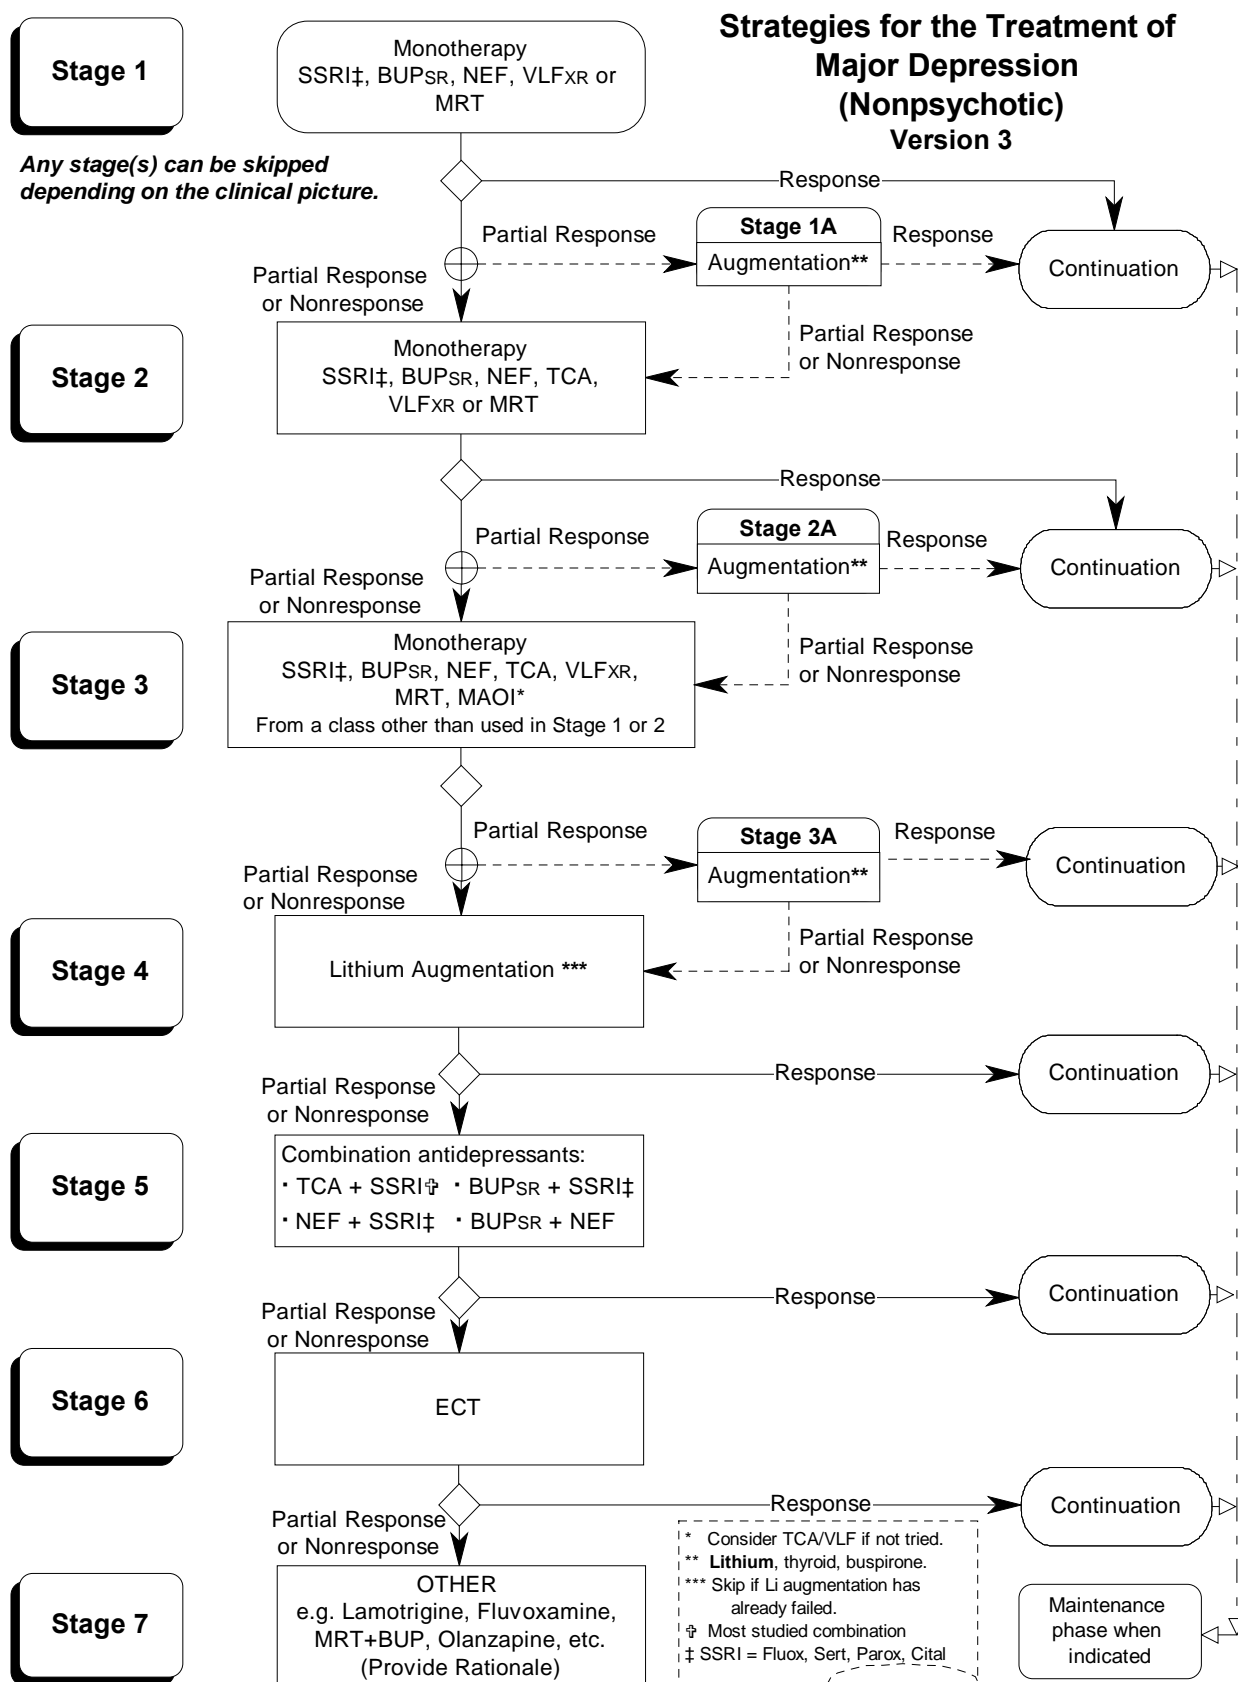 Strategies for the Treatment of
Major Depression
(Nonpsychotic)
Version 3
Stage 1
Monotherapy
SSRI‡, BUPSR, NEF, VLFXR or
MRT
Any stage(s) can be skipped
depending on the clinical picture.
Response
Partial Response
Stage 1A
Augmentation**
Response
Continuation
Partial Response
or Nonresponse
Partial Response
or Nonresponse
Stage 2
Monotherapy
SSRI‡, BUPSR, NEF, TCA,
VLFXR or MRT
Response
Partial Response
Stage 2A
Augmentation**
Response
Continuation
Partial Response
or Nonresponse
Partial Response
or Nonresponse
Stage 3
Monotherapy
SSRI‡, BUPSR, NEF, TCA, VLFXR,
MRT, MAOI*
From a class other than used in Stage 1 or 2
Partial Response
Stage 3A
Augmentation**
Response
Continuation
Partial Response
or Nonresponse
Partial Response
or Nonresponse
Stage 4
Lithium Augmentation ***
Response
Continuation
Partial Response
or Nonresponse
Stage 5
Combination antidepressants:
· TCA + SSRI✞ · BUPSR + SSRI‡
· NEF + SSRI‡ · BUPSR + NEF
Response
Continuation
Partial Response
or Nonresponse
Stage 6
ECT
Response
Continuation
Partial Response
or Nonresponse
Stage 7
OTHER
e.g. Lamotrigine, Fluvoxamine,
MRT+BUP, Olanzapine, etc.
(Provide Rationale)
* Consider TCA/VLF if not tried.
** Lithium, thyroid, buspirone.
*** Skip if Li augmentation has
already failed.
✞ Most studied combination
‡ SSRI = Fluox, Sert, Parox, Cital
Maintenance
phase when
indicated